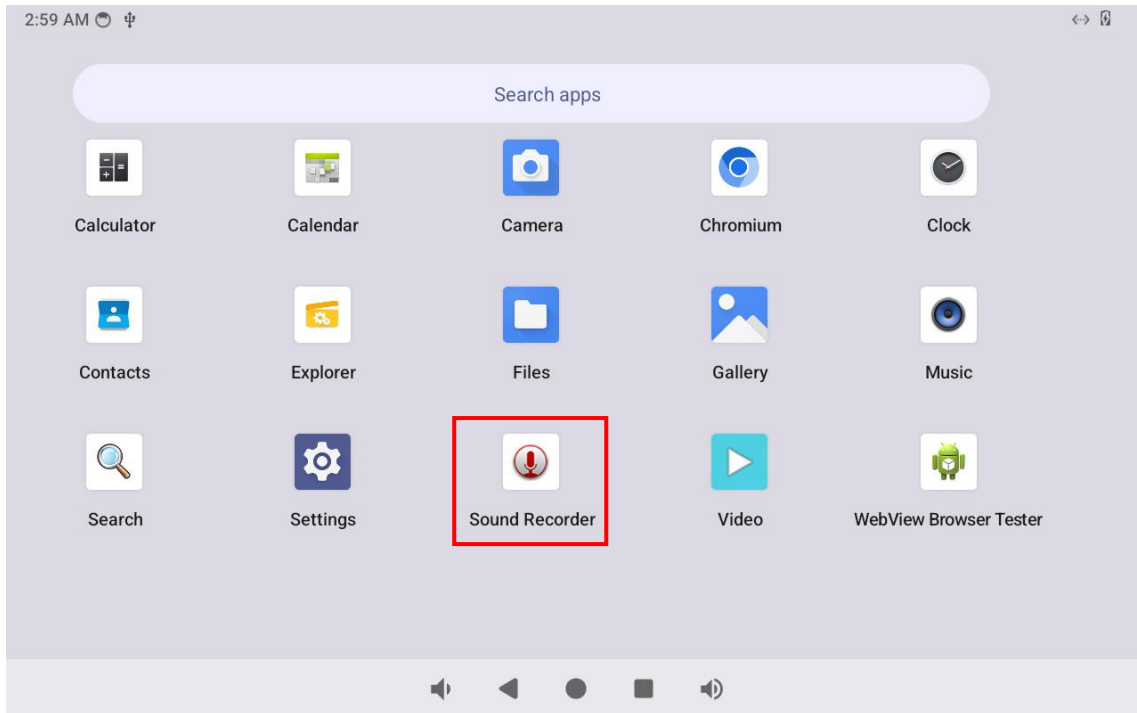 2:59 AM
Search apps
Calculator Calendar Camera Chromium Clock
Contacts Explorer Files Gallery Music
Search Settings Sound Recorder Video WebView Browser Tester